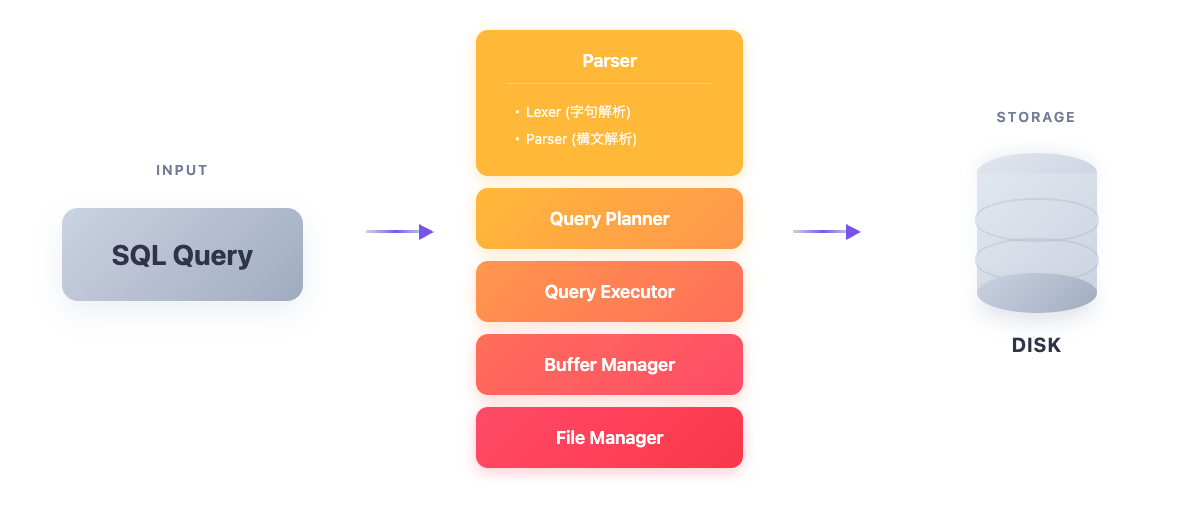 INPUT
SQL Query
Parser
• Lexer (字句解析)
• Parser (構文解析)
Query Planner
Query Executor
Buffer Manager
File Manager
STORAGE
DISK